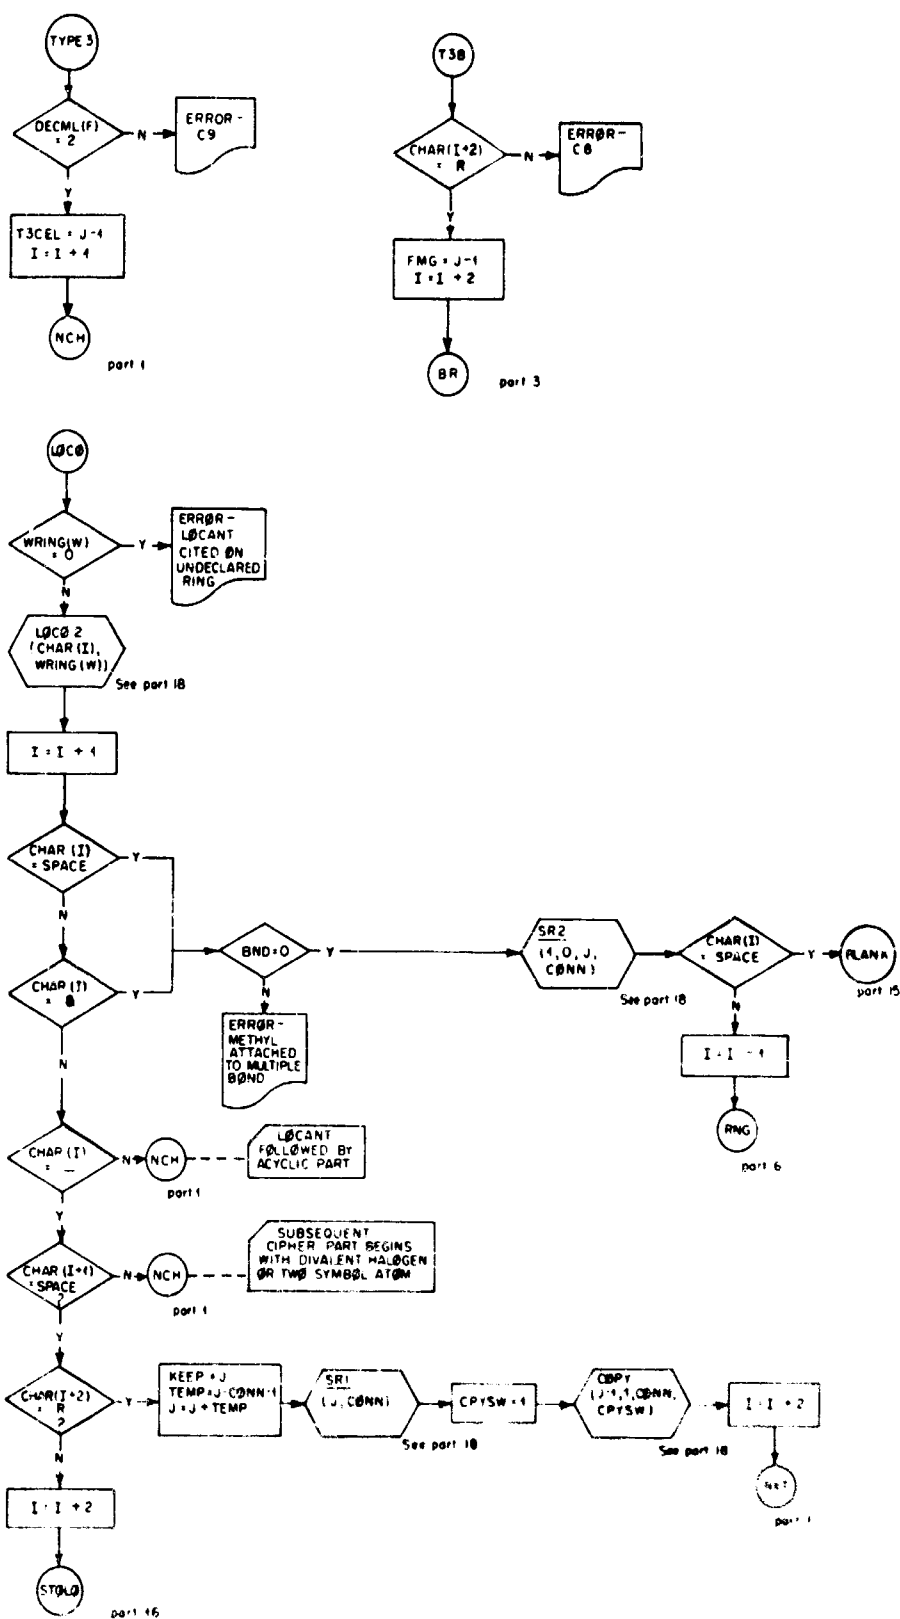 TYPE 3
DECML(F)
= 2
N
ERROR-
C9
Y
T3CEL = J-1
I = I + 1
NCH
part 1
T38
CHAR(I+2)
= R
N
ERRØR-
C8
Y
FMG = J-1
I = I + 2
BR
part 3
LØCØ
WRING(W)
= 0
Y
ERRØR-
LØCANT
CITED ØN
UNDECLARED
RING
N
LØCØ 2
(CHAR(I),
WRING(W))
See part 18
I = I + 1
CHAR (I)
= SPACE
Y
N
CHAR (I)
= &
Y
N
BND=0
Y
N
ERRØR-
METHYL
ATTACHED
TO MULTIPLE
BØND
SR2
(1,0,J,
CØNN)
See part 18
CHAR(I)
= SPACE
Y
BLANK
part 15
N
I = I - 1
RNG
part 6
CHAR (I)
= -
N
NCH
part 1
LØCANT
FØLLØWED BY
ACYCLIC PART
Y
CHAR (I+1)
= SPACE
?
N
NCH
part 1
SUBSEQUENT
CIPHER PART BEGINS
WITH DIVALENT HALØGEN
ØR TWØ SYMBØL ATØM
Y
CHAR(I+2)
= R
?
Y
KEEP = J
TEMP=J-CØNN-1
J=J+TEMP
SR1
(J,CØNN)
See part 18
CPYSW=1
CØPY
(J-1,1,CØNN,
CPYSW)
See part 18
I = I + 2
NXT
part 1
N
I = I + 2
STØLØ
part 16